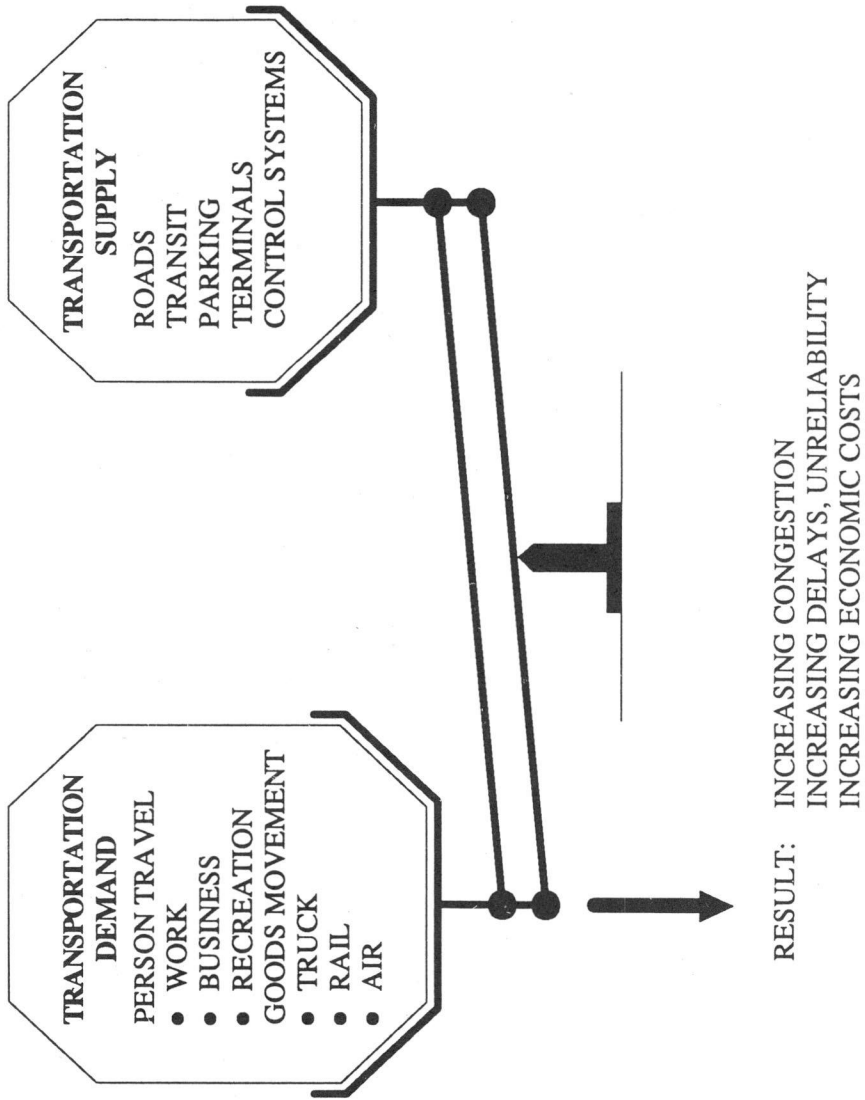 TRANSPORTATION
DEMAND
PERSON TRAVEL
• WORK
• BUSINESS
• RECREATION
GOODS MOVEMENT
• TRUCK
• RAIL
• AIR
TRANSPORTATION
SUPPLY
ROADS
TRANSIT
PARKING
TERMINALS
CONTROL SYSTEMS
RESULT: INCREASING CONGESTION
INCREASING DELAYS, UNRELIABILITY
INCREASING ECONOMIC COSTS